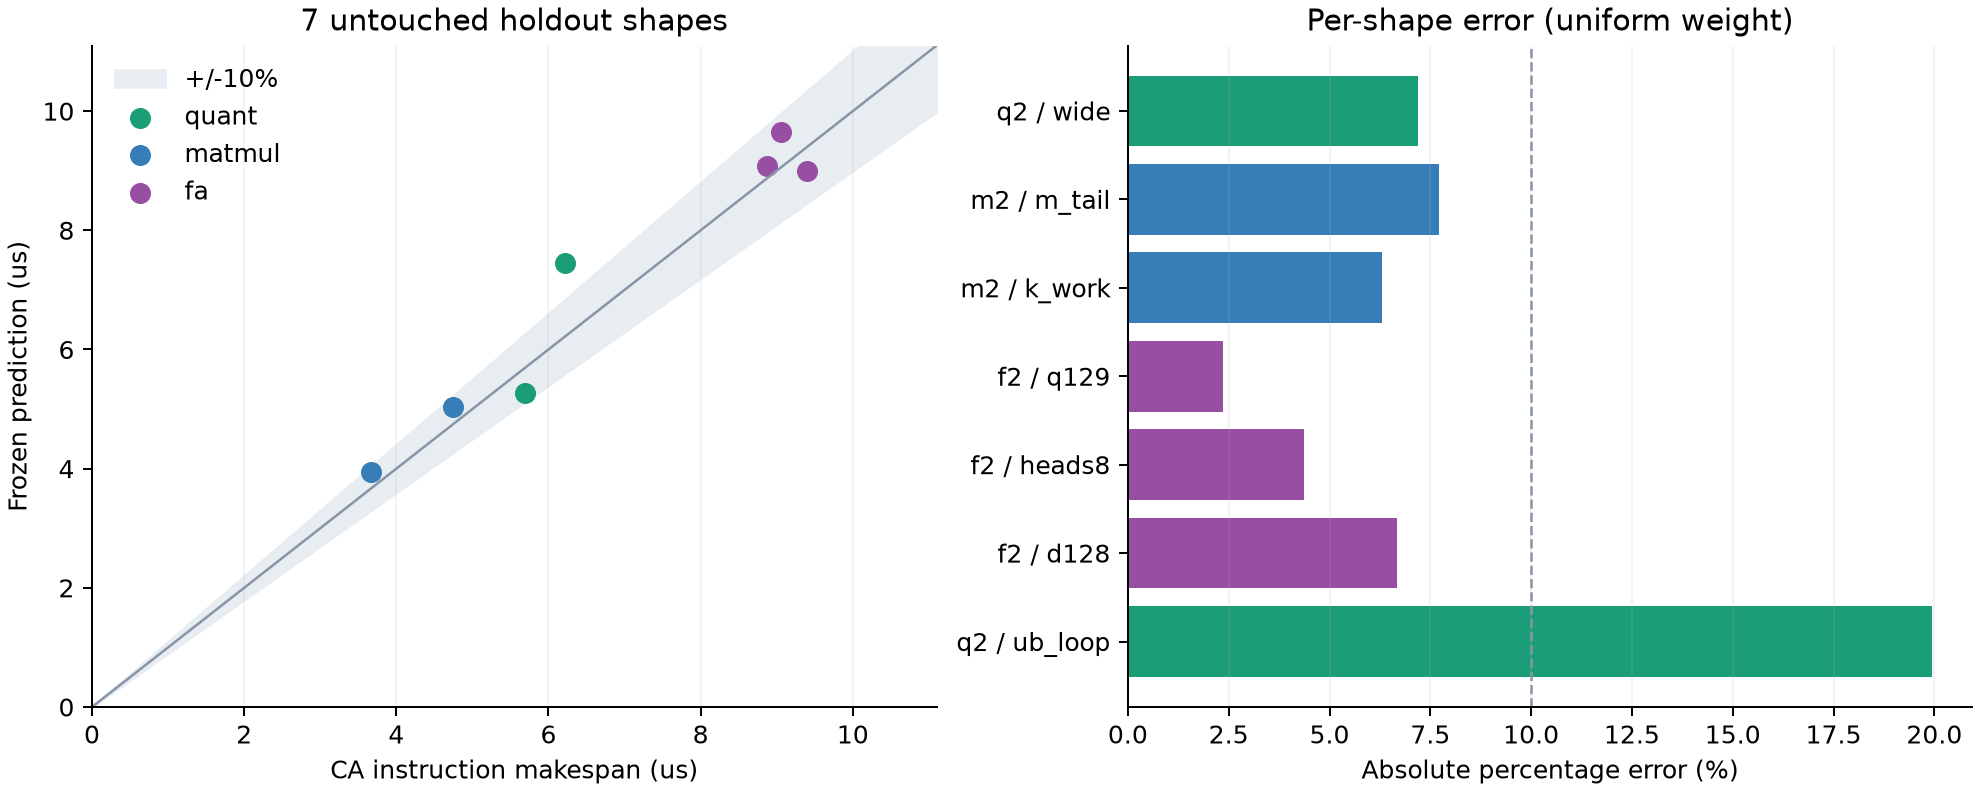 7 untouched holdout shapes
+/-10%
quant
matmul
fa
10
8
6
4
2
0
0 2 4 6 8 10
Frozen prediction (us)
CA instruction makespan (us)
Per-shape error (uniform weight)
q2 / wide
m2 / m_tail
m2 / k_work
f2 / q129
f2 / heads8
f2 / d128
q2 / ub_loop
0.0 2.5 5.0 7.5 10.0 12.5 15.0 17.5 20.0
Absolute percentage error (%)